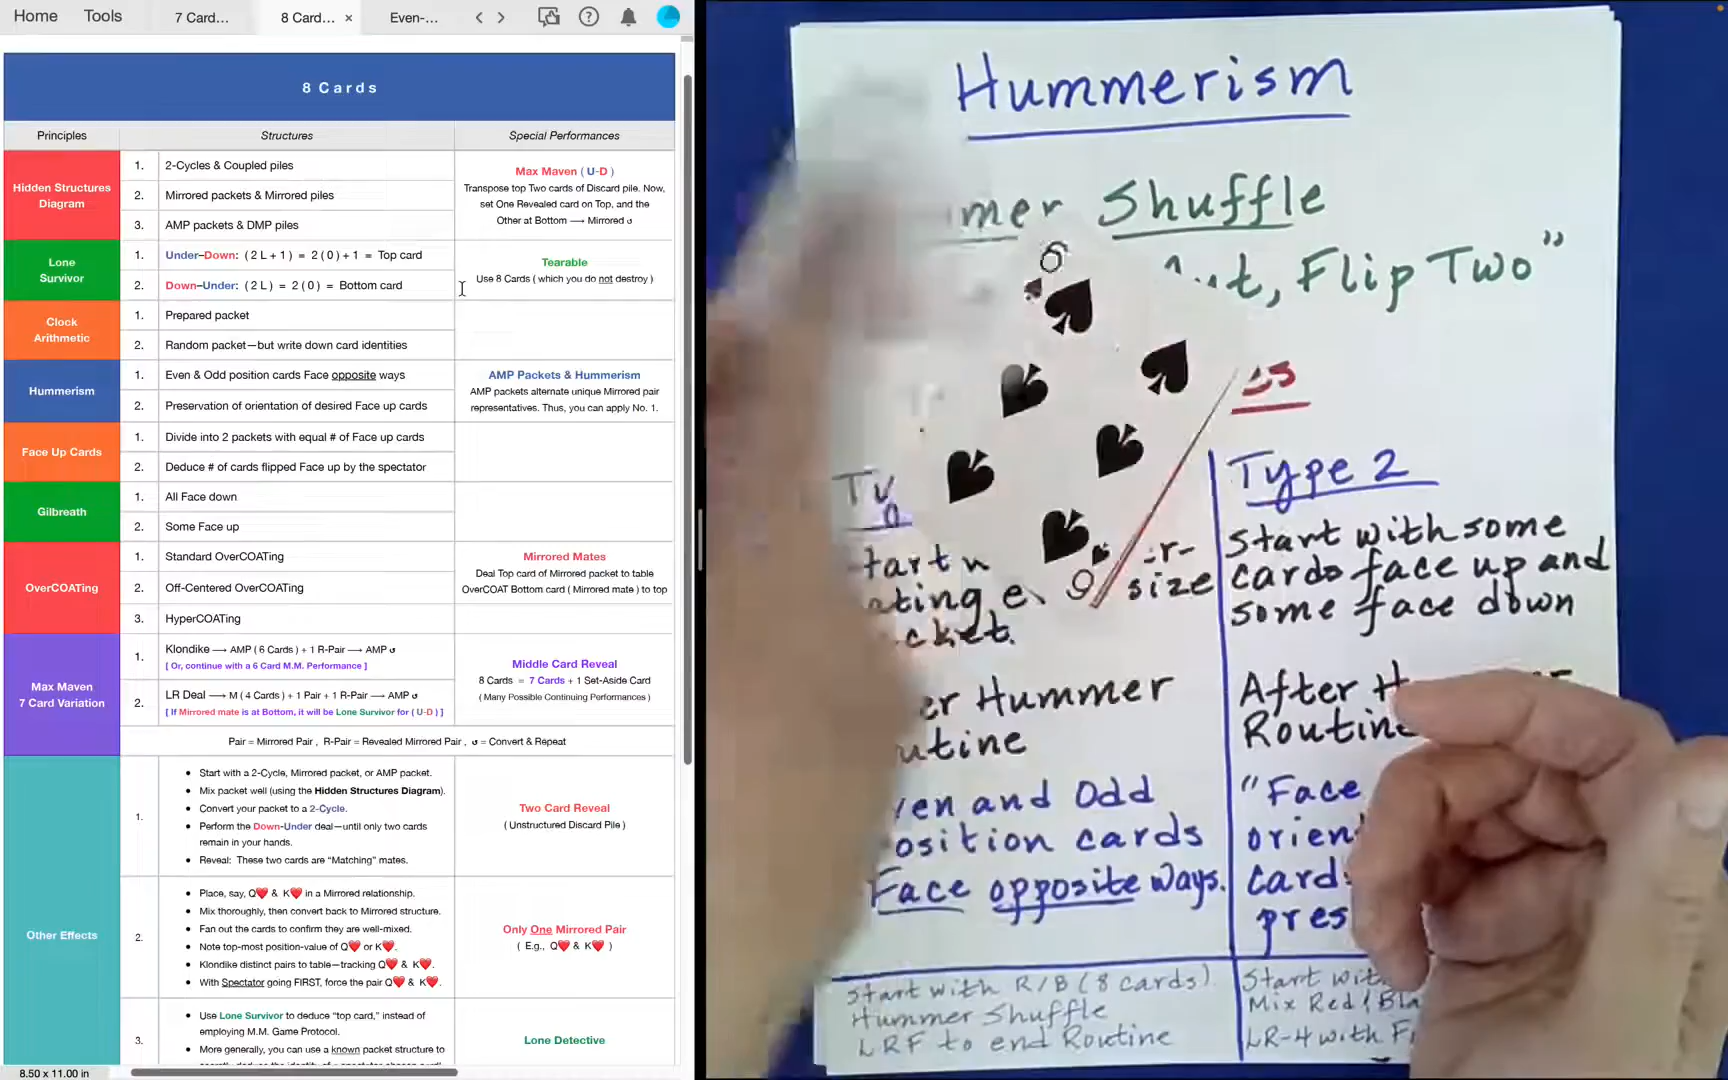 Home
Tools
7 Card...
8 Card...
×
Even-...
8 Cards
Principles
Structures
Special Performances
Hidden Structures
Diagram
1. 2-Cycles & Coupled piles
2. Mirrored packets & Mirrored piles
3. AMP packets & DMP piles
Max Maven ( U-D )
Transpose top Two cards of Discard pile. Now,
set One Revealed card on Top, and the
Other at Bottom → Mirrored ↺
Lone
Survivor
1. Under–Down: ( 2 L + 1 ) = 2 ( 0 ) + 1 = Top card
2. Down–Under: ( 2 L ) = 2 ( 0 ) = Bottom card
Tearable
Use 8 Cards ( which you do not destroy )
Clock
Arithmetic
1. Prepared packet
2. Random packet—but write down card identities
Hummerism
1. Even & Odd position cards Face opposite ways
2. Preservation of orientation of desired Face up cards
AMP Packets & Hummerism
AMP packets alternate unique Mirrored pair
representatives. Thus, you can apply No. 1.
Face Up Cards
1. Divide into 2 packets with equal # of Face up cards
2. Deduce # of cards flipped Face up by the spectator
Gilbreath
1. All Face down
2. Some Face up
OverCOATing
1. Standard OverCOATing
2. Off-Centered OverCOATing
3. HyperCOATing
Mirrored Mates
Deal Top card of Mirrored packet to table
OverCOAT Bottom card ( Mirrored mate ) to top
Max Maven
7 Card Variation
1. Klondike → AMP ( 6 Cards ) + 1 R-Pair → AMP ↺
[ Or, continue with a 6 Card M.M. Performance ]
2. LR Deal → M ( 4 Cards ) + 1 Pair + 1 R-Pair → AMP ↺
[ If Mirrored mate is at Bottom, it will be Lone Survivor for ( U-D ) ]
Middle Card Reveal
8 Cards = 7 Cards + 1 Set-Aside Card
( Many Possible Continuing Performances )
Pair = Mirrored Pair , R-Pair = Revealed Mirrored Pair , ↺ = Convert & Repeat
Other Effects
1.
• Start with a 2-Cycle, Mirrored packet, or AMP packet.
• Mix packet well (using the Hidden Structures Diagram).
• Convert your packet to a 2-Cycle.
• Perform the Down-Under deal—until only two cards
remain in your hands.
• Reveal: These two cards are “Matching” mates.
Two Card Reveal
( Unstructured Discard Pile )
2.
• Place, say, Q♥ & K♥ in a Mirrored relationship.
• Mix thoroughly, then convert back to Mirrored structure.
• Fan out the cards to confirm they are well-mixed.
• Note top-most position-value of Q♥ or K♥.
• Klondike distinct pairs to table—tracking Q♥ & K♥.
• With Spectator going FIRST, force the pair Q♥ & K♥.
Only One Mirrored Pair
( E.g., Q♥ & K♥ )
3.
• Use Lone Survivor to deduce “top card,” instead of
employing M.M. Game Protocol.
• More generally, you can use a known packet structure to
Lone Detective
8.50 x 11.00 in
Hummerism
mer Shuffle
ut, Flip Two”
6
6
es
Type 2
size
cket.
Start with some
cards face up and
some face down
er Hummer
utine
After H
Routine
ven and Odd
osition cards
Face opposite ways.
“Face
orien
card
pres
Start with R/B (8 cards).
Hummer Shuffle
LRF to end Routine
Start wit
Mix Red/Bla
LR-4 with F